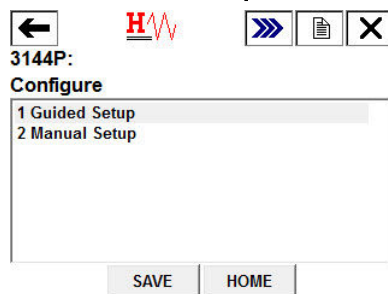 H
3144P:
Configure
1 Guided Setup
2 Manual Setup
SAVE HOME